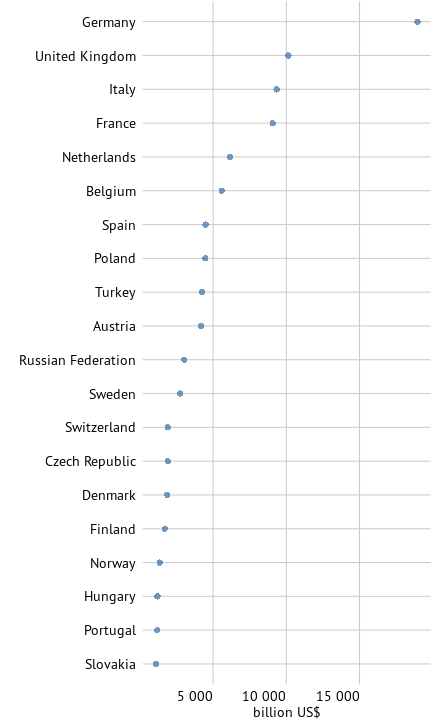 Germany
United Kingdom
Italy
France
Netherlands
Belgium
Spain
Poland
Turkey
Austria
Russian Federation
Sweden
Switzerland
Czech Republic
Denmark
Finland
Norway
Hungary
Portugal
Slovakia
5 000 10 000 15 000
billion US$